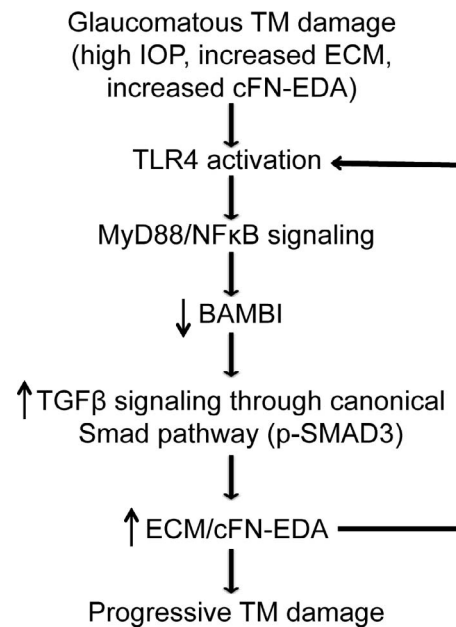 Glaucomatous TM damage
(high IOP, increased ECM,
increased cFN-EDA)
TLR4 activation
MyD88/NFκB signaling
↓ BAMBI
↑ TGFβ signaling through canonical
Smad pathway (p-SMAD3)
↑ ECM/cFN-EDA
Progressive TM damage